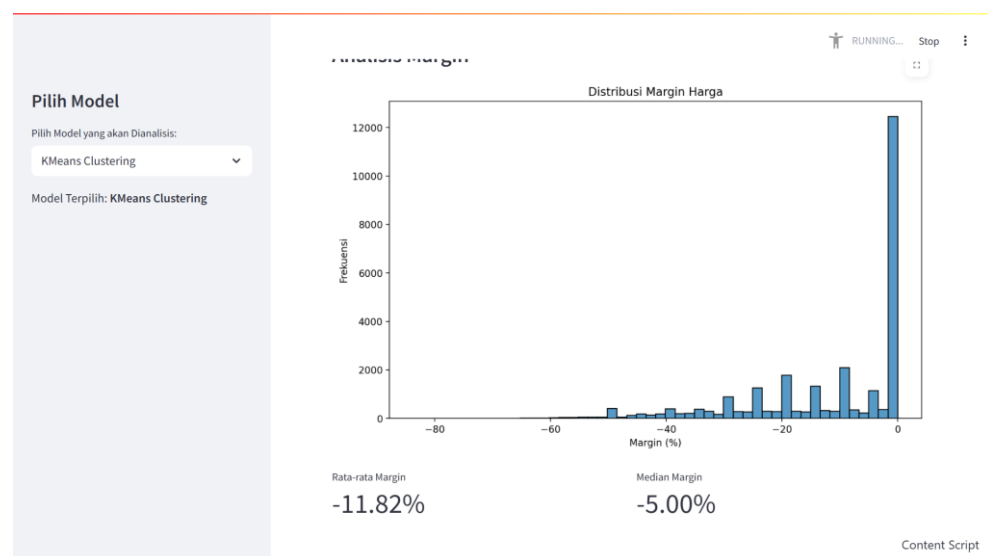 RUNNING... Stop
Analisis Margin
Pilih Model
Pilih Model yang akan Dianalisis:
KMeans Clustering
Model Terpilih: KMeans Clustering
Distribusi Margin Harga
12000
10000
8000
6000
4000
2000
0
Frekuensi
−80 −60 −40 −20 0
Margin (%)
Rata-rata Margin
-11.82%
Median Margin
-5.00%
Content Script